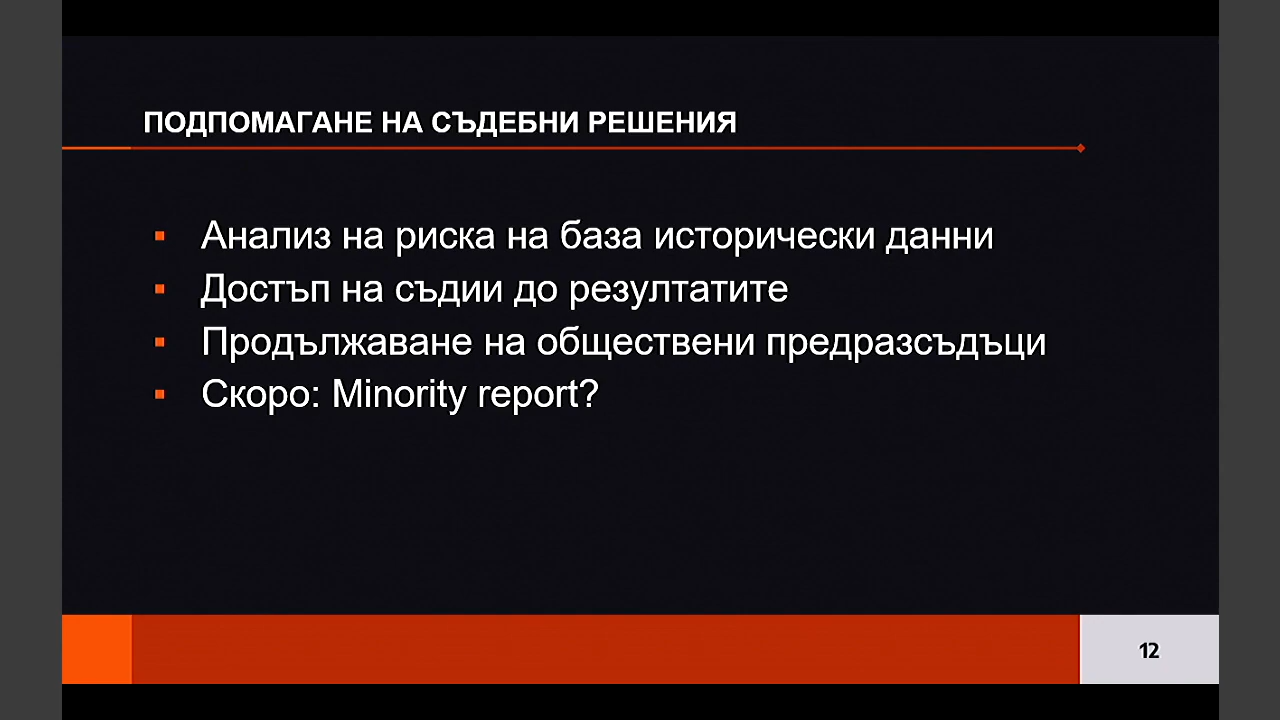 ПОДПОМАГАНЕ НА СЪДЕБНИ РЕШЕНИЯ
Анализ на риска на база исторически данни
Достъп на съдии до резултатите
Продължаване на обществени предразсъдъци
Скоро: Minority report?
12